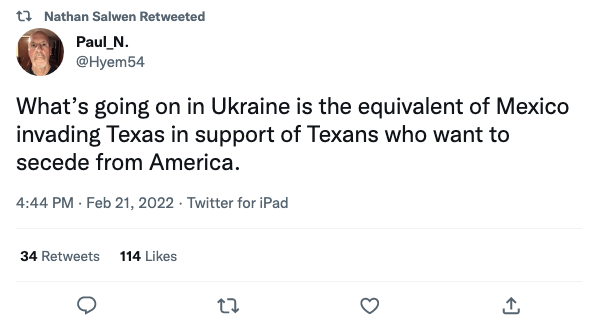 Nathan Salwen Retweeted
Paul_N.
@Hyem54
What's going on in Ukraine is the equivalent of Mexico
invading Texas in support of Texans who want to
secede from America.
4:44 PM · Feb 21, 2022 · Twitter for iPad
34 Retweets 114 Likes